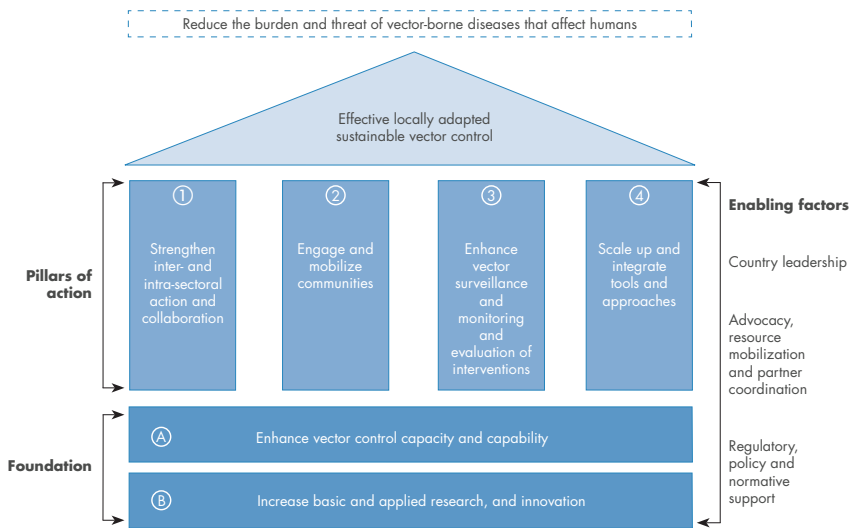 Reduce the burden and threat of vector-borne diseases that affect humans
Effective locally adapted
sustainable vector control
Pillars of
action
1
Strengthen
inter- and
intra-sectoral
action and
collaboration
2
Engage and
mobilize
communities
3
Enhance
vector
surveillance
and
monitoring
and
evaluation of
interventions
4
Scale up and
integrate
tools and
approaches
Enabling factors
Country leadership
Advocacy,
resource
mobilization
and partner
coordination
Regulatory,
policy and
normative
support
Foundation
A
Enhance vector control capacity and capability
B
Increase basic and applied research, and innovation